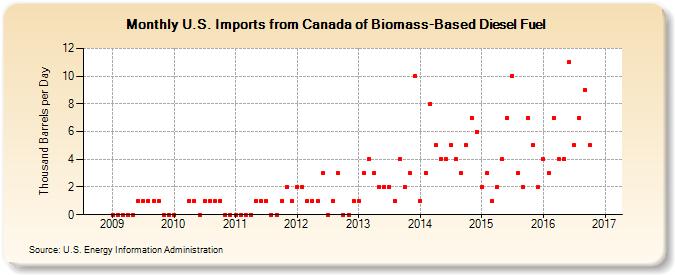 Monthly U.S. Imports from Canada of Biomass-Based Diesel Fuel
Thousand Barrels per Day
12
10
8
6
4
2
0
2009 2010 2011 2012 2013 2014 2015 2016 2017
Source: U.S. Energy Information Administration